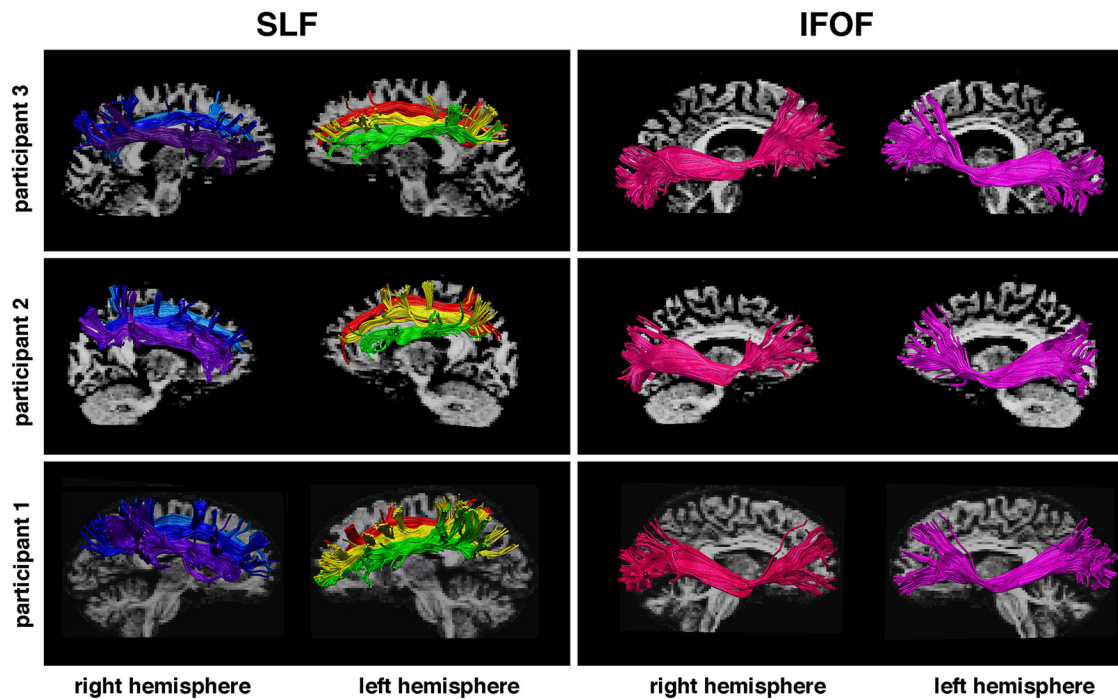 SLF IFOF
participant 3
participant 2
participant 1
right hemisphere left hemisphere right hemisphere left hemisphere